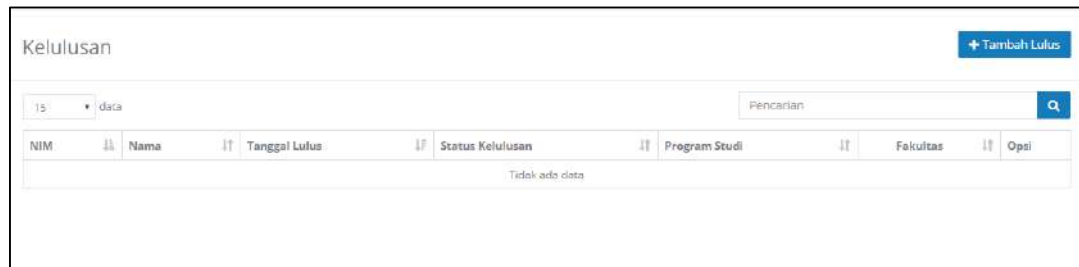 Kelulusan
+ Tambah Lulus
15 data
Pencarian
NIM Nama Tanggal Lulus Status Kelulusan Program Studi Fakultas Opsi
Tidak ada data